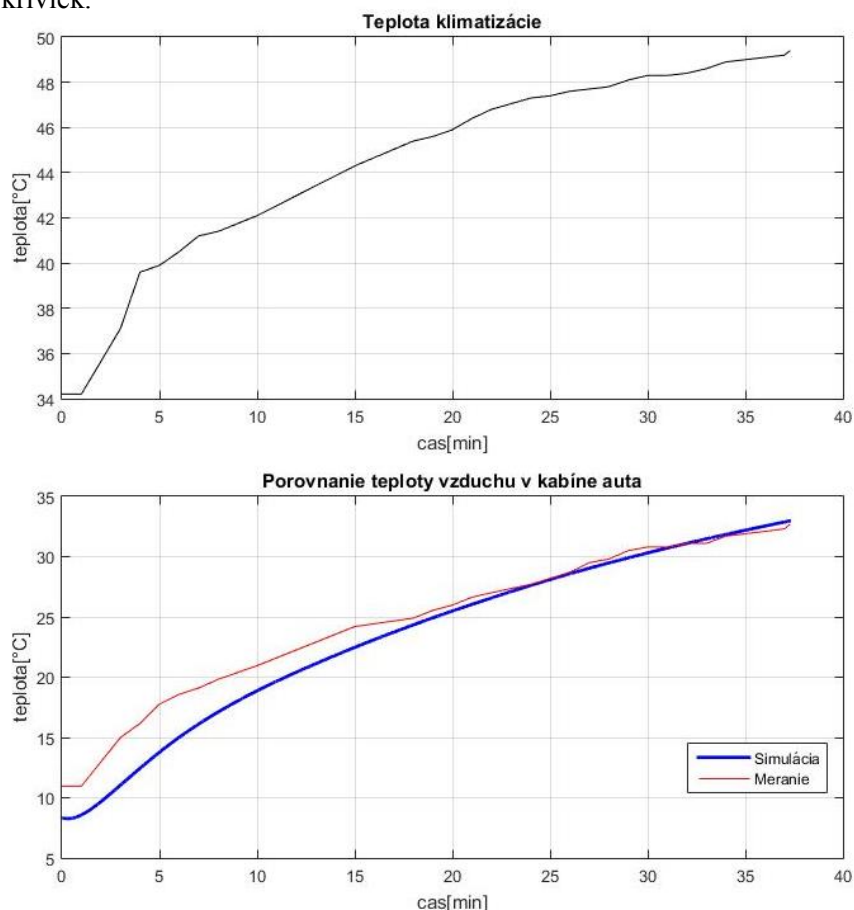 kriviek.
Teplota klimatizácie
50
48
46
44
42
40
38
36
34
teplota[°C]
0 5 10 15 20 25 30 35 40
cas[min]
Porovnanie teploty vzduchu v kabíne auta
35
30
25
20
15
10
5
teplota[°C]
Simulácia
Meranie
0 5 10 15 20 25 30 35 40
cas[min]